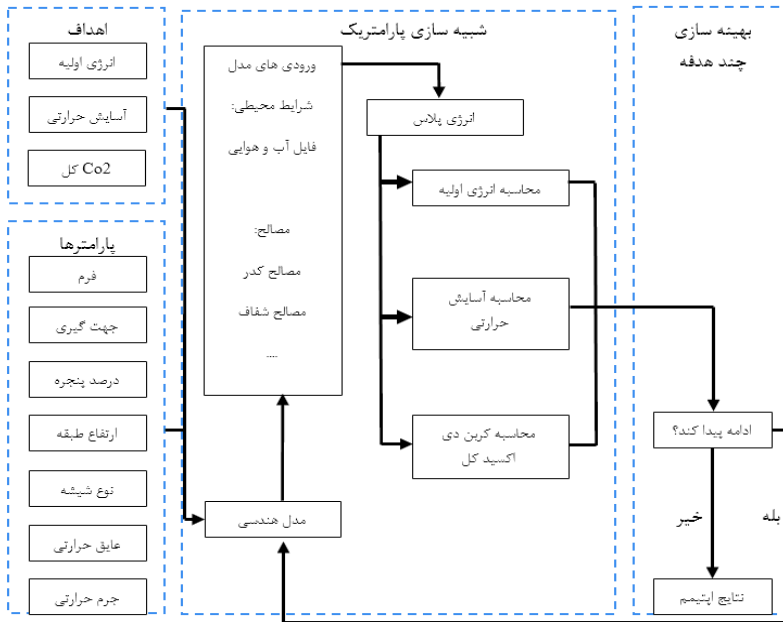 اهداف
انرژی اولیه
آسایش حرارتی
Co2 کل
پارامترها
فرم
جهت گیری
درصد پنجره
ارتفاع طبقه
نوع شیشه
عایق حرارتی
جرم حرارتی
شبیه سازی پارامتریک
ورودی های مدل
شرایط محیطی:
فایل آب و هوایی
مصالح:
مصالح کدر
مصالح شفاف
....
مدل هندسی
انرژی پلاس
محاسبه انرژی اولیه
محاسبه آسایش
حرارتی
محاسبه کربن دی
اکسید کل
بهینه سازی
چند هدفه
ادامه پیدا کند؟
خیر
بله
نتایج اپتیمم